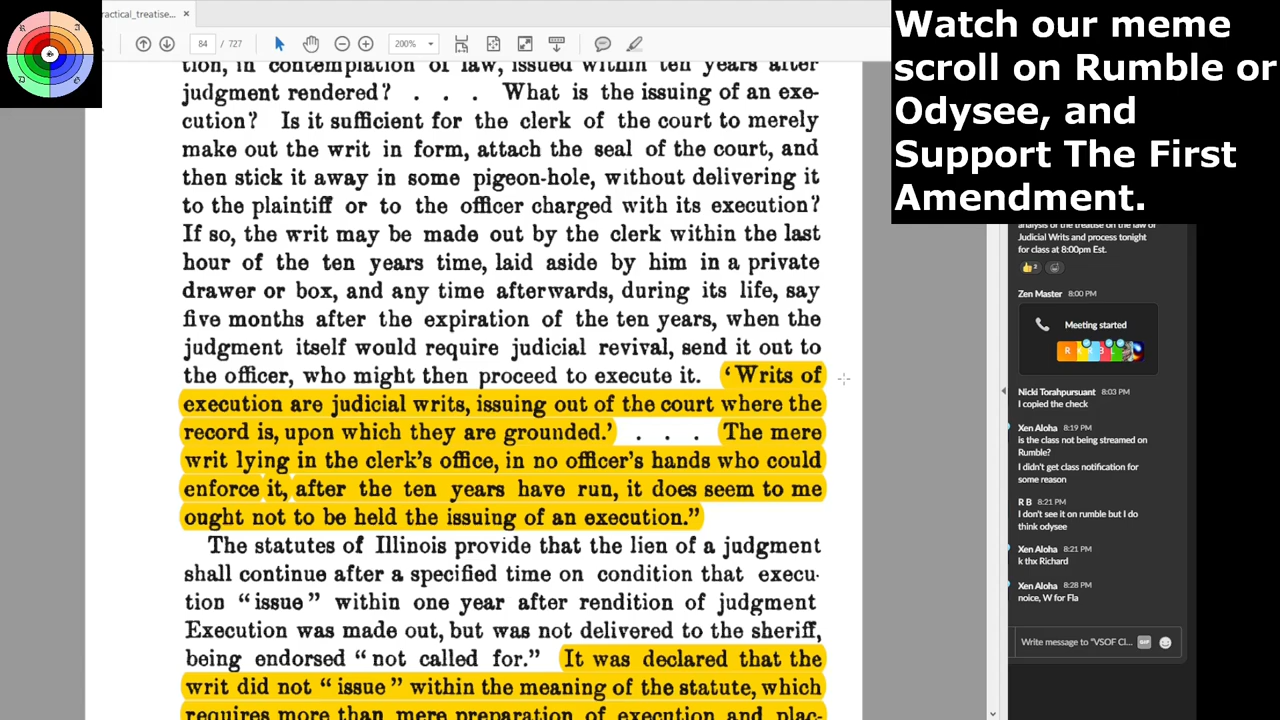 ractical_treatise...
84 / 727
200%
tion, in contemplation of law, issued within ten years after
judgment rendered? . . . What is the issuing of an exe-
cution? Is it sufficient for the clerk of the court to merely
make out the writ in form, attach the seal of the court, and
then stick it away in some pigeon-hole, without delivering it
to the plaintiff or to the officer charged with its execution?
If so, the writ may be made out by the clerk within the last
hour of the ten years time, laid aside by him in a private
drawer or box, and any time afterwards, during its life, say
five months after the expiration of the ten years, when the
judgment itself would require judicial revival, send it out to
the officer, who might then proceed to execute it. ‘Writs of
execution are judicial writs, issuing out of the court where the
record is, upon which they are grounded.’ . . . The mere
writ lying in the clerk’s office, in no officer’s hands who could
enforce it, after the ten years have run, it does seem to me
ought not to be held the issuing of an execution.”
The statutes of Illinois provide that the lien of a judgment
shall continue after a specified time on condition that execu-
tion “issue” within one year after rendition of judgment
Execution was made out, but was not delivered to the sheriff,
being endorsed “not called for.” It was declared that the
writ did not “issue” within the meaning of the statute, which
requires more than mere preparation of execution and plac-
Watch our meme
scroll on Rumble or
Odysee, and
Support The First
Amendment.
analysis of the treatise on the law of
Judicial Writs and process tonight
for class at 8:00pm Est.
Zen Master 8:00 PM
Meeting started
R K R B L
Nicki Torahpursuant 8:03 PM
I copied the check
Xen Aloha 8:19 PM
is the class not being streamed on
Rumble?
I didn't get class notification for
some reason
R B 8:21 PM
I don't see it on rumble but I do
think odysee
Xen Aloha 8:21 PM
k thx Richard
Xen Aloha 8:28 PM
noice, W for Fla
Write message to "VSOF Cl... GIF